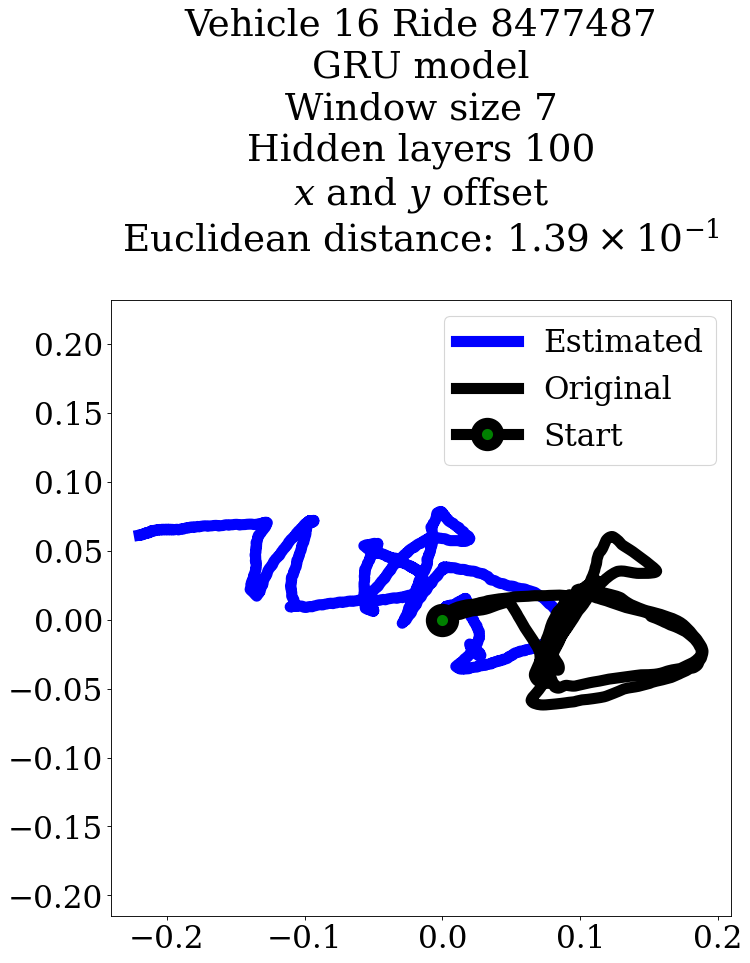 Vehicle 16 Ride 8477487
GRU model
Window size 7
Hidden layers 100
x and y offset
Euclidean distance: 1.39 × 10⁻¹
Estimated
Original
Start
0.20
0.15
0.10
0.05
0.00
−0.05
−0.10
−0.15
−0.20
−0.2 −0.1 0.0 0.1 0.2